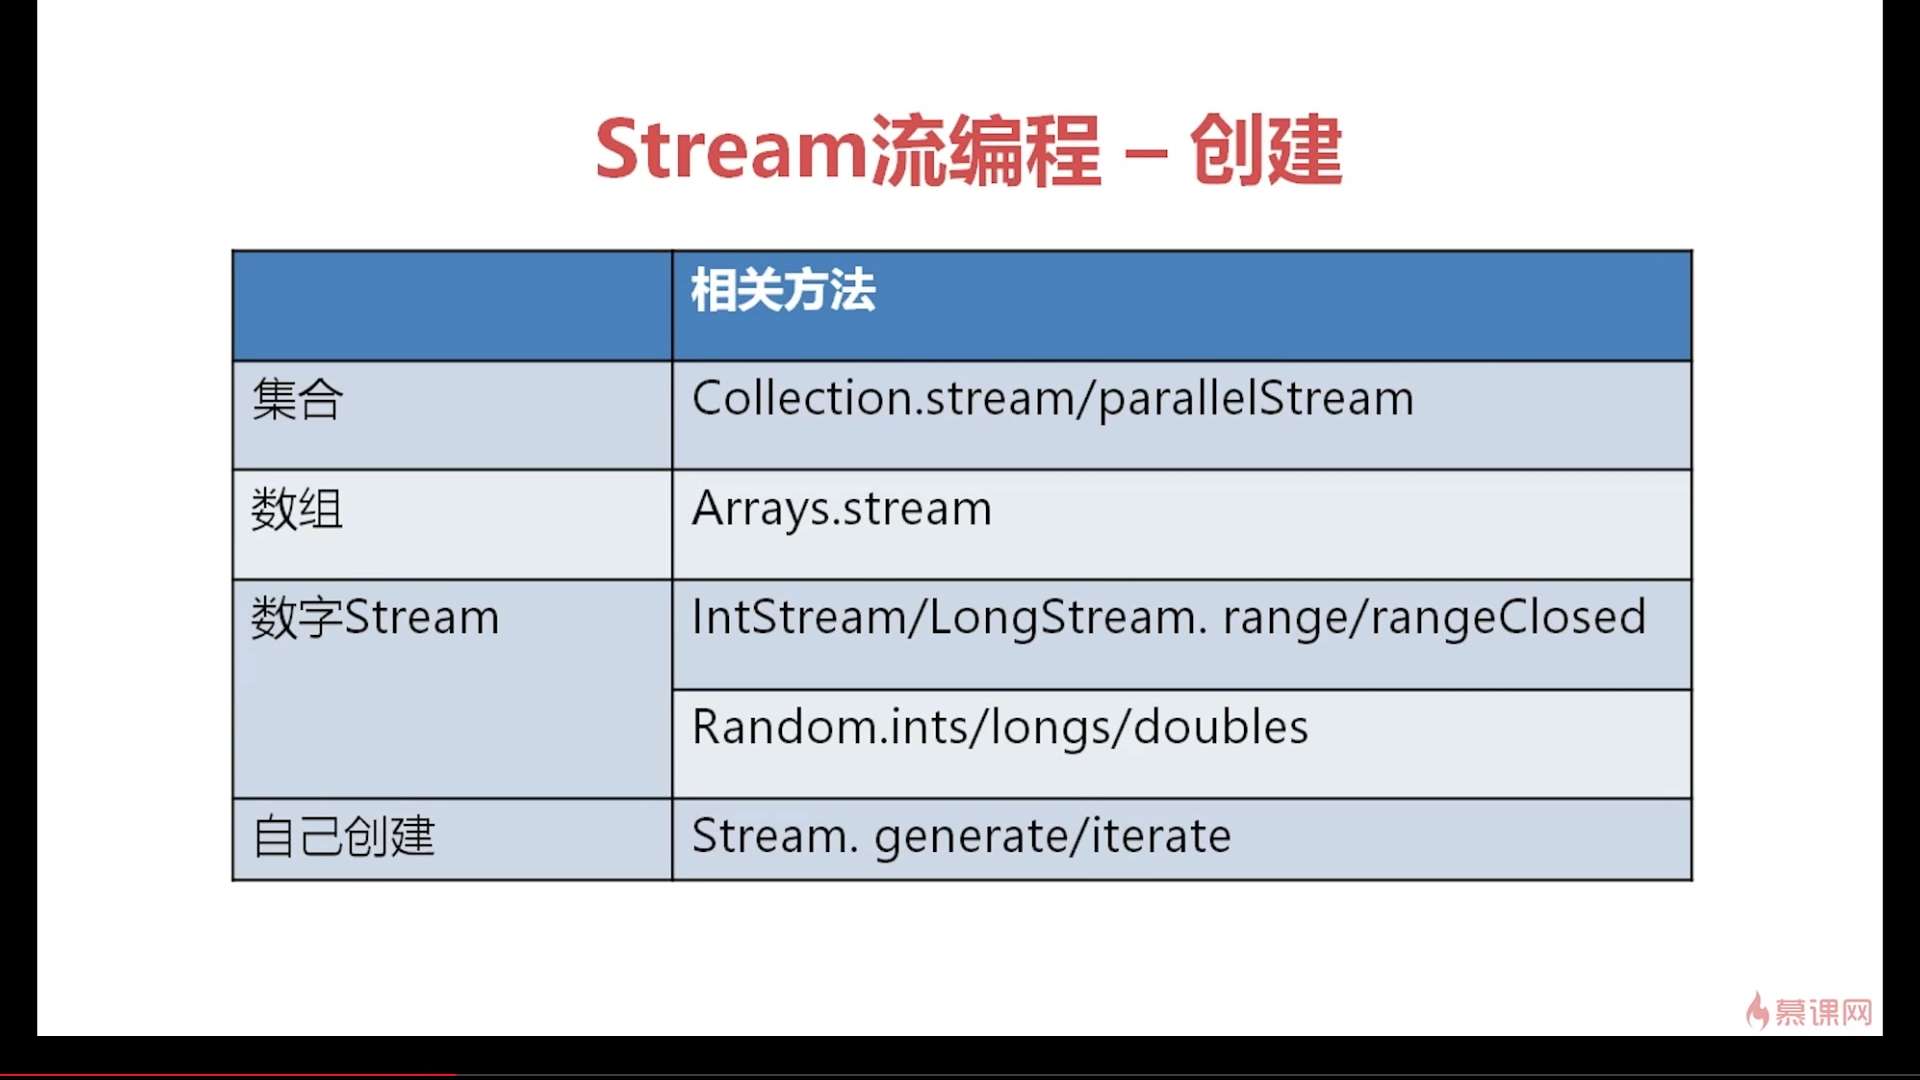 Stream流编程 – 创建
相关方法
集合
Collection.stream/parallelStream
数组
Arrays.stream
数字Stream
IntStream/LongStream. range/rangeClosed
Random.ints/longs/doubles
自己创建
Stream. generate/iterate
慕课网